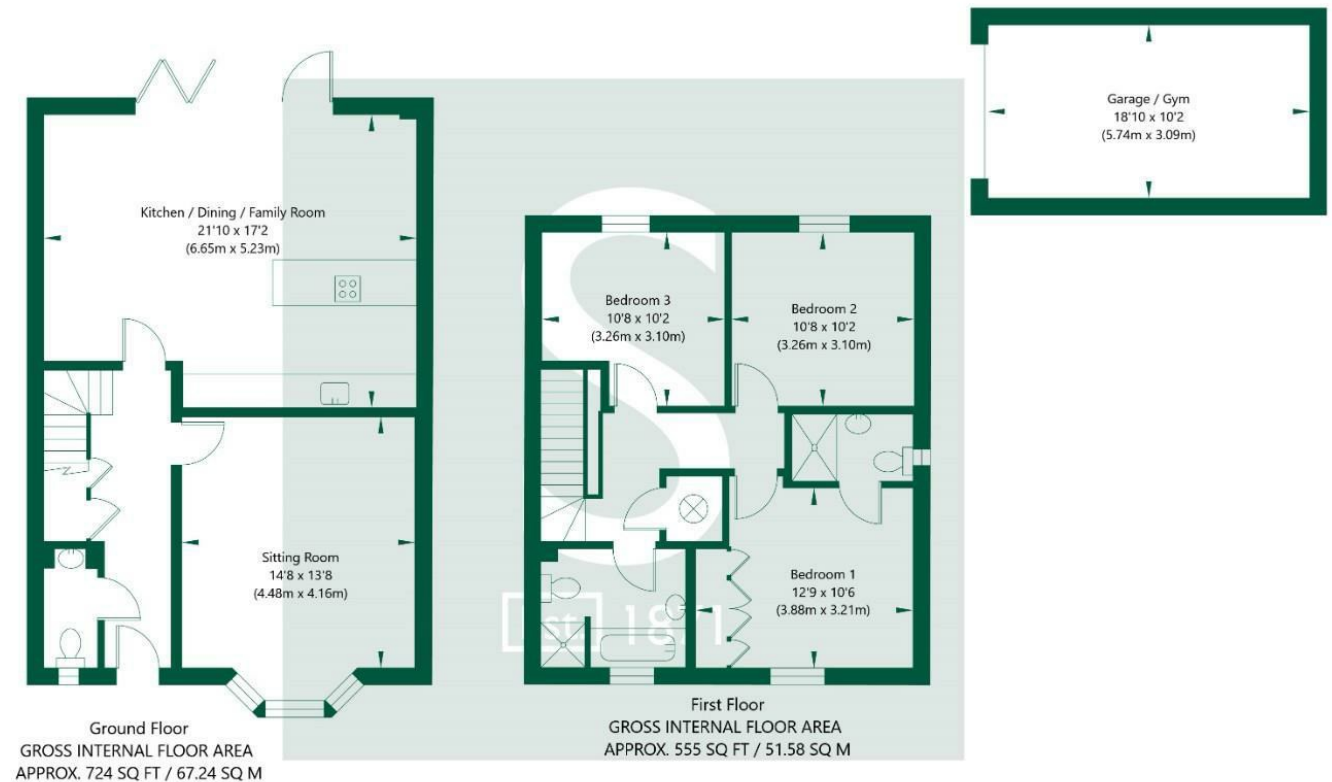 Garage / Gym
18'10 x 10'2
(5.74m x 3.09m)
Kitchen / Dining / Family Room
21'10 x 17'2
(6.65m x 5.23m)
Bedroom 3
10'8 x 10'2
(3.26m x 3.10m)
Bedroom 2
10'8 x 10'2
(3.26m x 3.10m)
Sitting Room
14'8 x 13'8
(4.48m x 4.16m)
Bedroom 1
12'9 x 10'6
(3.88m x 3.21m)
S
Est. 1871
Ground Floor
GROSS INTERNAL FLOOR AREA
APPROX. 724 SQ FT / 67.24 SQ M
First Floor
GROSS INTERNAL FLOOR AREA
APPROX. 555 SQ FT / 51.58 SQ M